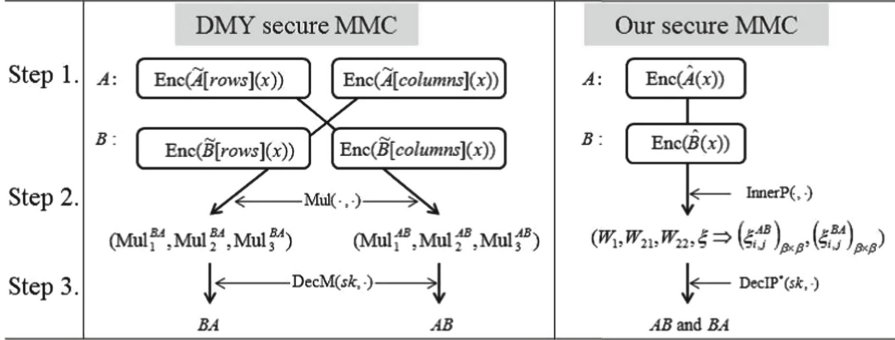 DMY secure MMC
Our secure MMC
Step 1.
A:
Enc(Ã[rows](x))
Enc(Ã[columns](x))
A:
Enc(Â(x))
B :
Enc(B̃[rows](x))
Enc(B̃[columns](x))
B :
Enc(B̂(x))
Step 2.
Mul(·,·)
InnerP(,·)
(Mul₁ᴮᴬ, Mul₂ᴮᴬ, Mul₃ᴮᴬ)
(Mul₁ᴬᴮ, Mul₂ᴬᴮ, Mul₃ᴬᴮ)
(W₁, W₂₁, W₂₂, ξ ⇒ (ξᵢ,ⱼᴬᴮ)β×β, (ξᵢ,ⱼᴮᴬ)β×β)
Step 3.
DecM(sk,·)
DecIP*(sk,·)
BA
AB
AB and BA